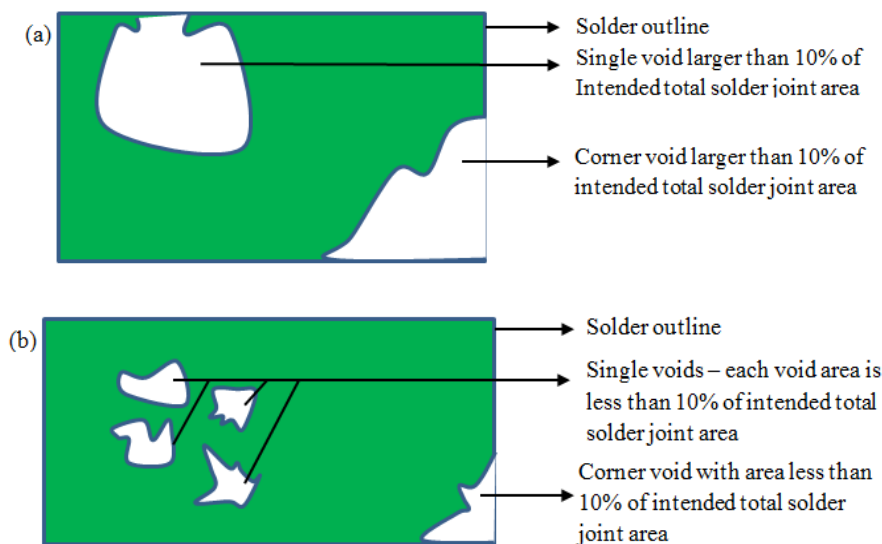 (a)
Solder outline
Single void larger than 10% of
Intended total solder joint area
Corner void larger than 10% of
intended total solder joint area
(b)
Solder outline
Single voids – each void area is
less than 10% of intended total
solder joint area
Corner void with area less than
10% of intended total solder
joint area